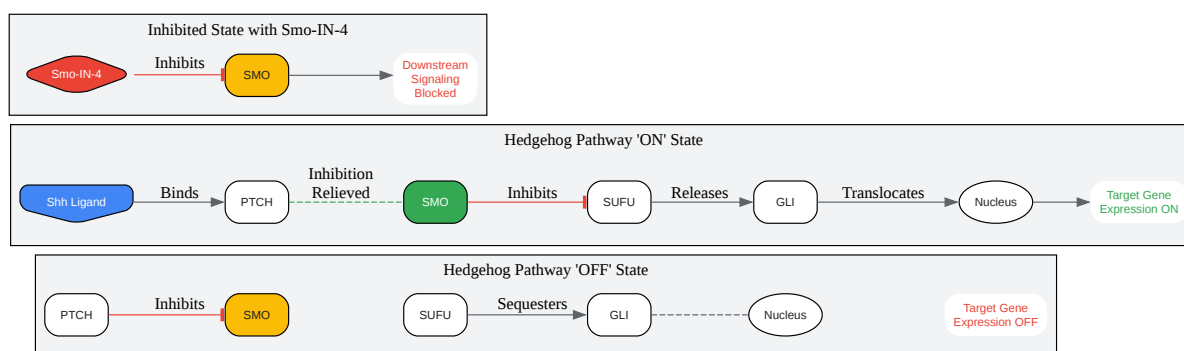 Inhibited State with Smo-IN-4
Smo-IN-4
Inhibits
SMO
Downstream
Signaling
Blocked
Hedgehog Pathway 'ON' State
Shh Ligand
Binds
PTCH
Inhibition
Relieved
SMO
Inhibits
SUFU
Releases
GLI
Translocates
Nucleus
Target Gene
Expression ON
Hedgehog Pathway 'OFF' State
PTCH
Inhibits
SMO
SUFU
Sequesters
GLI
Nucleus
Target Gene
Expression OFF